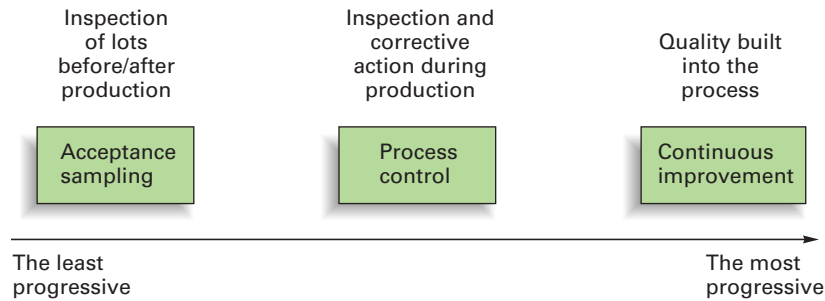 Inspection
of lots
before/after
production
Inspection and
corrective
action during
production
Quality built
into the
process
Acceptance
sampling
Process
control
Continuous
improvement
The least
progressive
The most
progressive